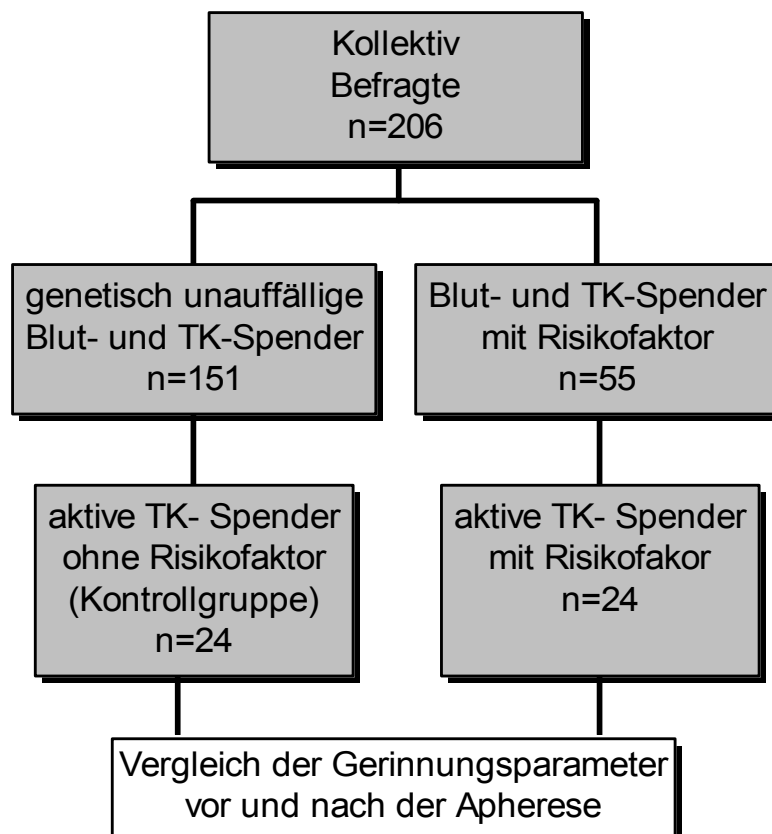 Kollektiv
Befragte
n=206
genetisch unauffällige
Blut- und TK-Spender
n=151
Blut- und TK-Spender
mit Risikofaktor
n=55
aktive TK- Spender
ohne Risikofaktor
(Kontrollgruppe)
n=24
aktive TK- Spender
mit Risikofakor
n=24
Vergleich der Gerinnungsparameter
vor und nach der Apherese